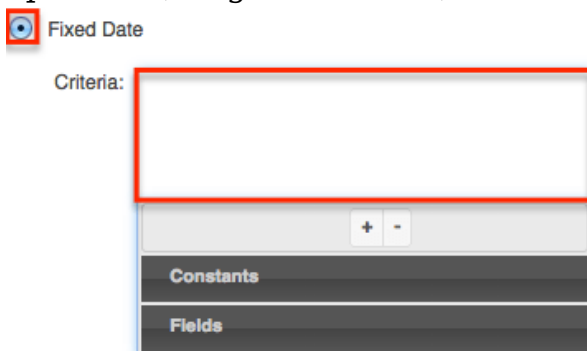 Fixed Date
Criteria:
+ -
Constants
Fields